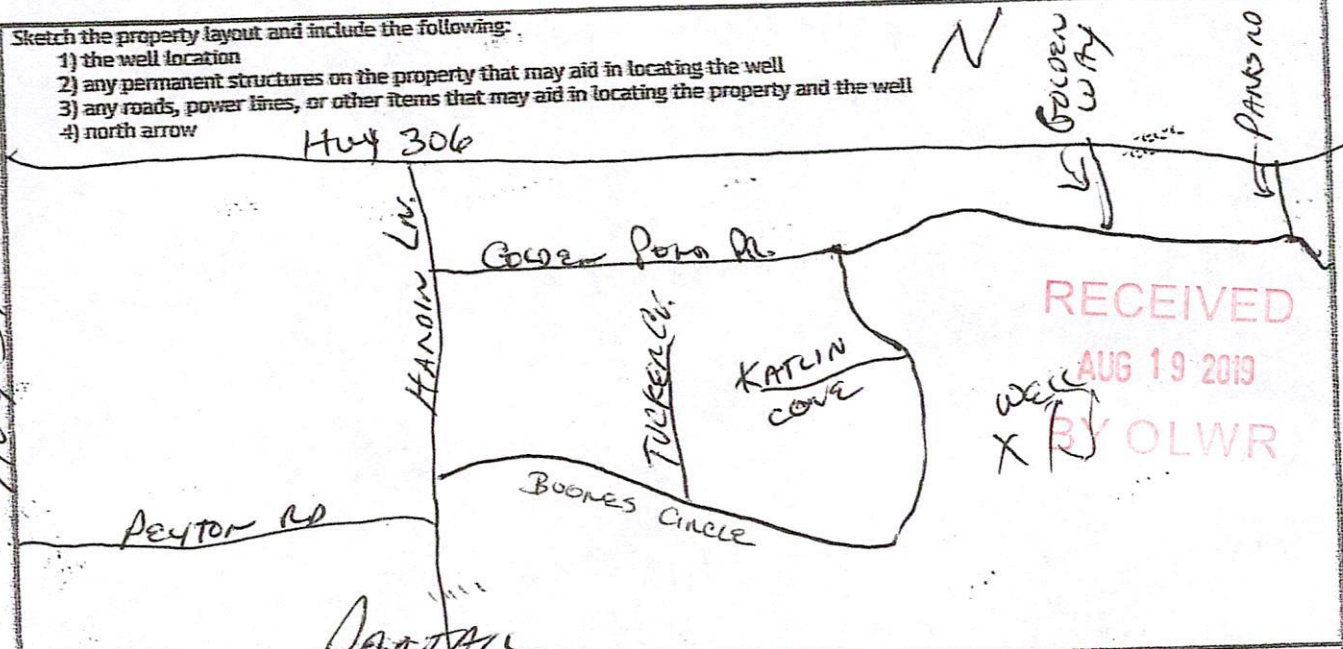 Sketch the property layout and include the following:
1) the well location
2) any permanent structures on the property that may aid in locating the well
3) any roads, power lines, or other items that may aid in locating the property and the well
4) north arrow
N
GOLDEN
WAY
PARKS RD
Hwy 306
HARDIN LN.
GOLDEN POND DR.
TUCKER CV.
KATLIN
COVE
RECEIVED
AUG 19 2019
BY OLWR
WELL
X
BOONES CIRCLE
PEYTON RD